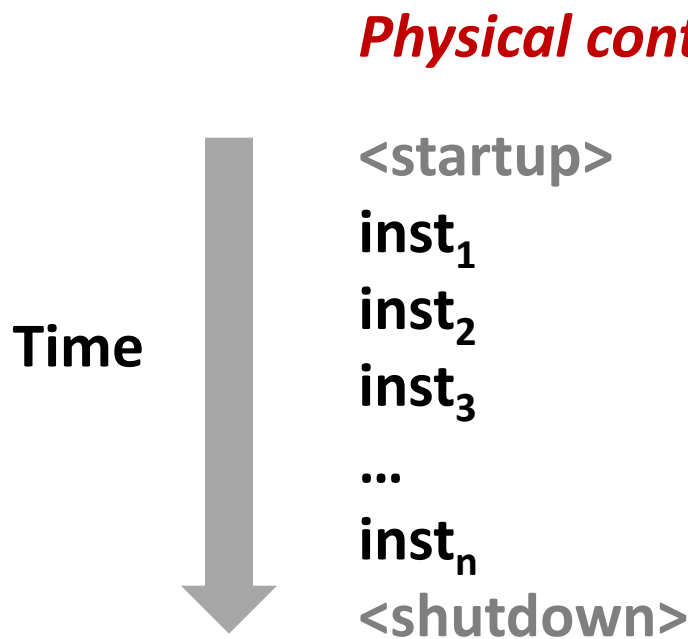 Physical cont
<startup>
inst₁
inst₂
Time
inst₃
…
instₙ
<shutdown>